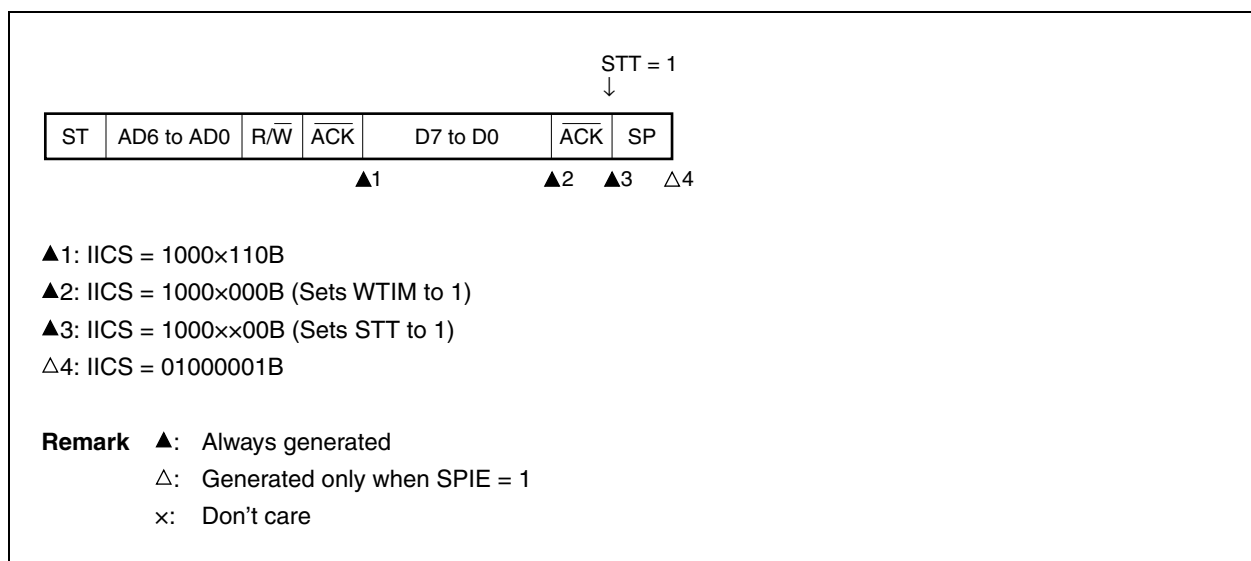 STT = 1
↓
ST AD6 to AD0 R/W̅ A̅C̅K̅ D7 to D0 A̅C̅K̅ SP
▲1 ▲2 ▲3 △4
▲1: IICS = 1000×110B
▲2: IICS = 1000×000B (Sets WTIM to 1)
▲3: IICS = 1000××00B (Sets STT to 1)
△4: IICS = 01000001B
Remark ▲: Always generated
△: Generated only when SPIE = 1
×: Don't care